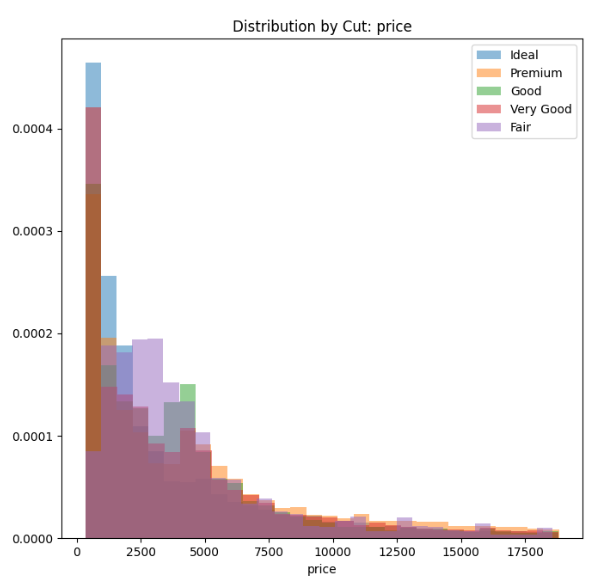 Distribution by Cut: price
Ideal
Premium
Good
Very Good
Fair
0.0004
0.0003
0.0002
0.0001
0.0000
0 2500 5000 7500 10000 12500 15000 17500
price